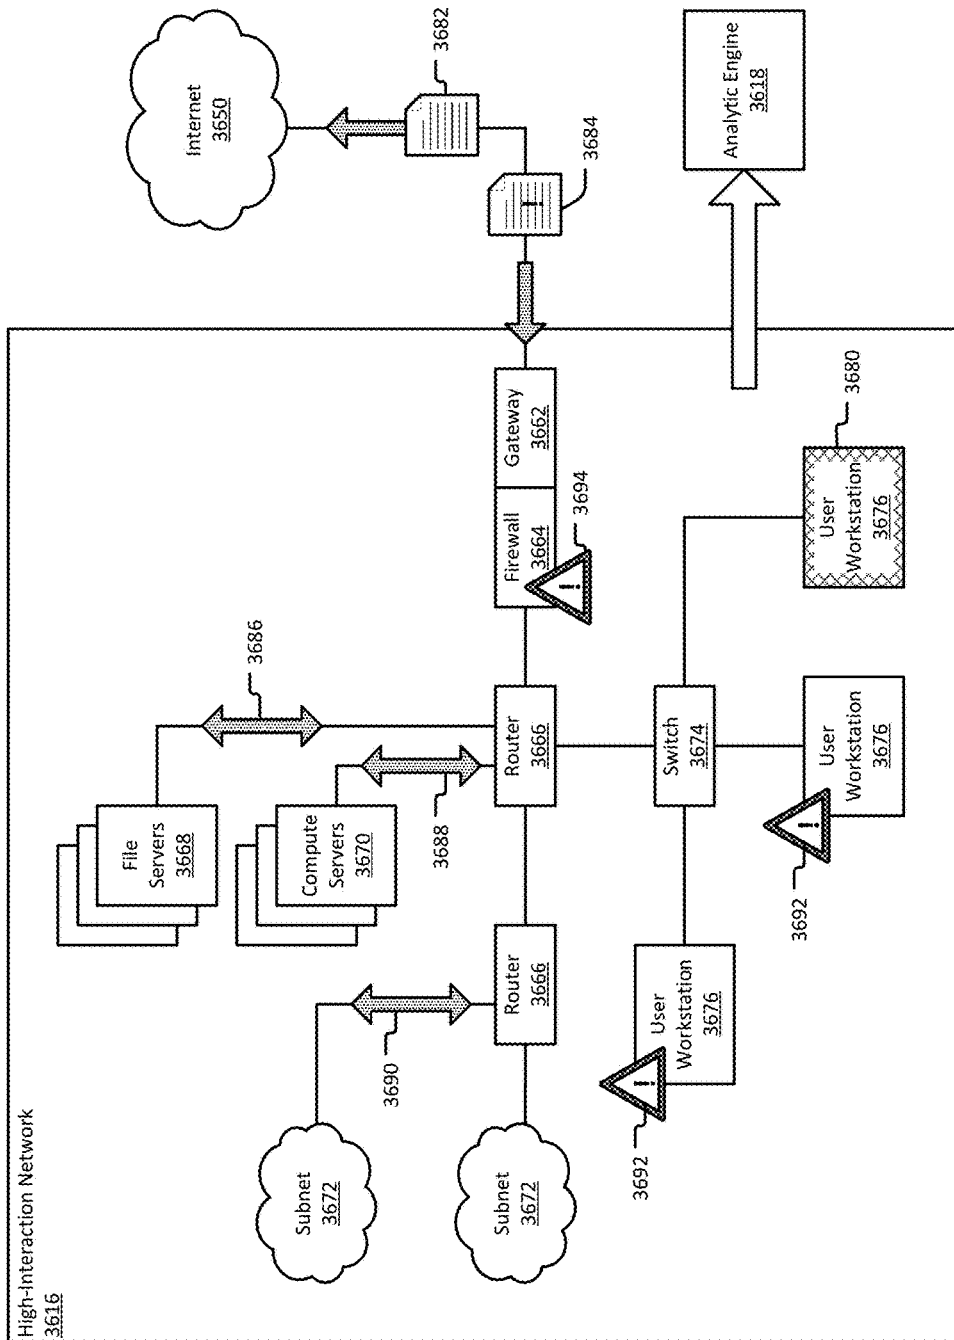 High-Interaction Network
3616
Subnet
3672
Subnet
3672
3690
File
Servers
3668
Compute
Servers
3670
3686
3688
Router
3666
Router
3666
Firewall
3664
Gateway
3662
3694
Switch
3674
User
Workstation
3676
3692
User
Workstation
3676
3692
User
Workstation
3676
3680
Internet
3650
3682
3684
Analytic Engine
3618
!
!
!
!